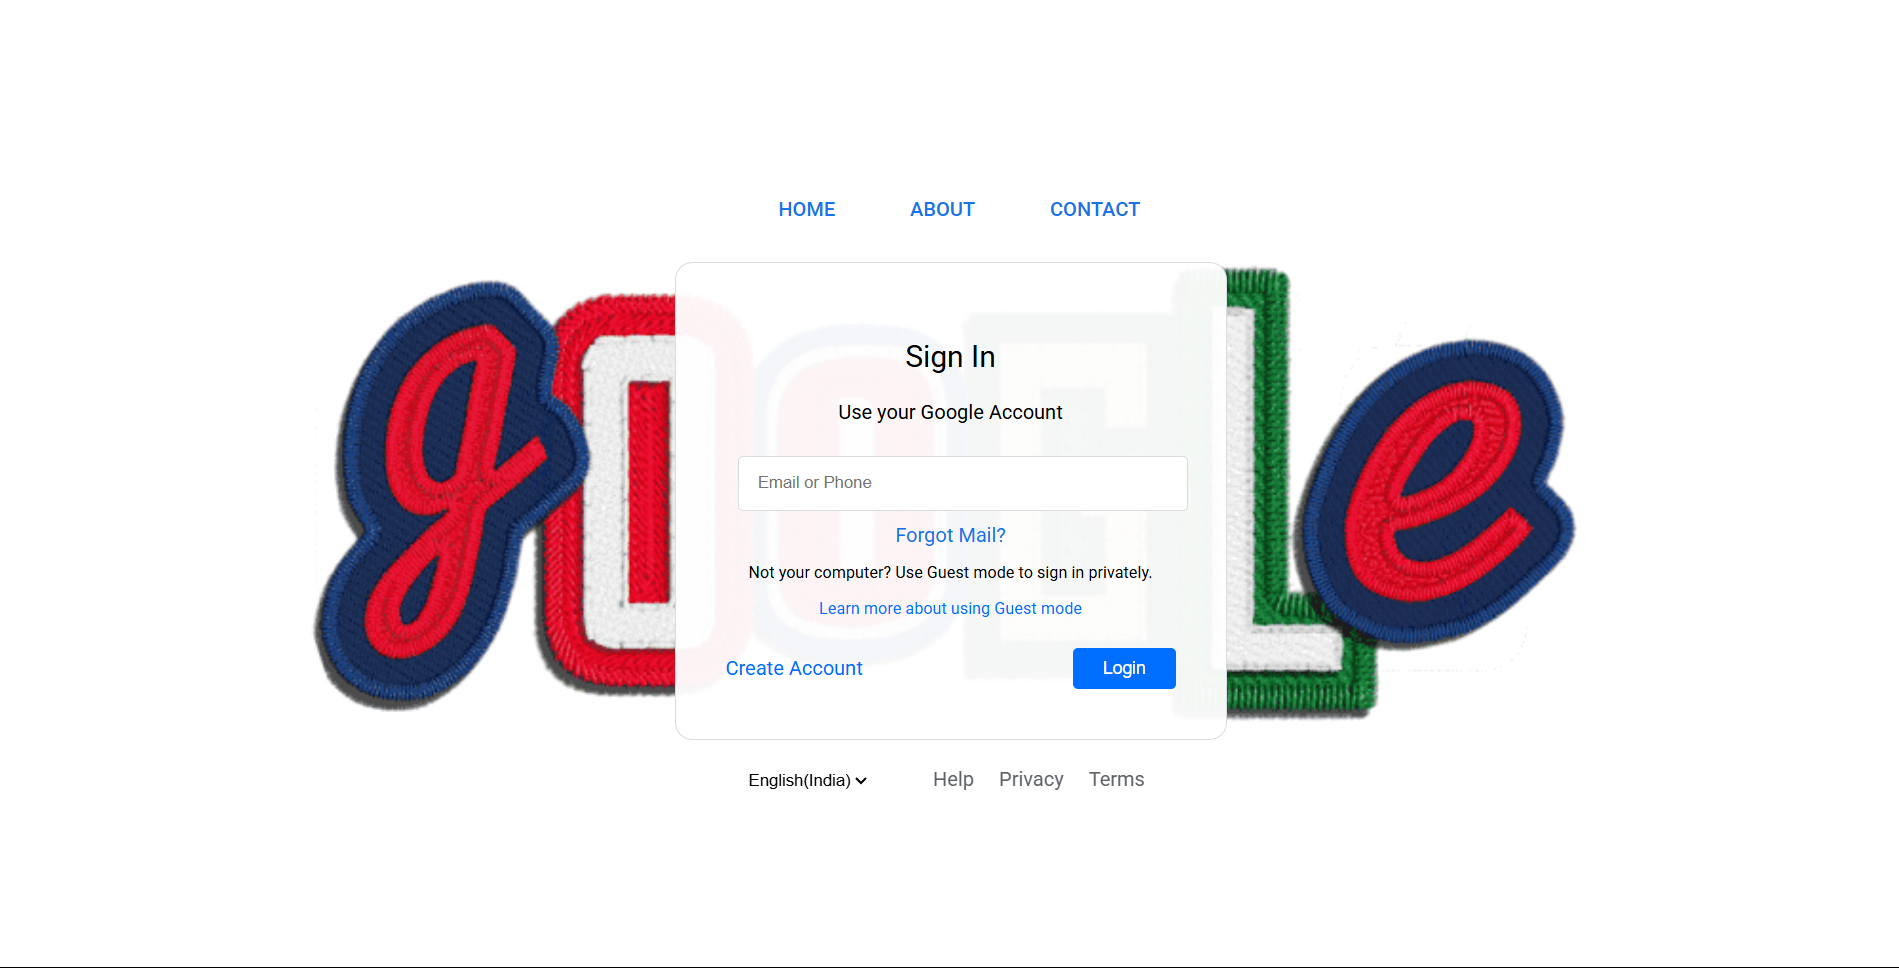 HOME ABOUT CONTACT
gOOGLe
Sign In
Use your Google Account
Email or Phone
Forgot Mail?
Not your computer? Use Guest mode to sign in privately.
Learn more about using Guest mode
Create Account Login
English(India) Help Privacy Terms